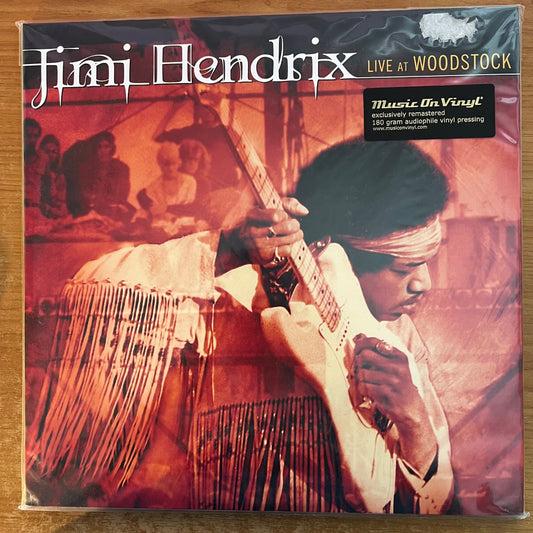 Jimi Hendrix LIVE AT WOODSTOCK
Music On Vinyl
exclusively remastered
180 gram audiophile vinyl pressing
www.musiconvinyl.com